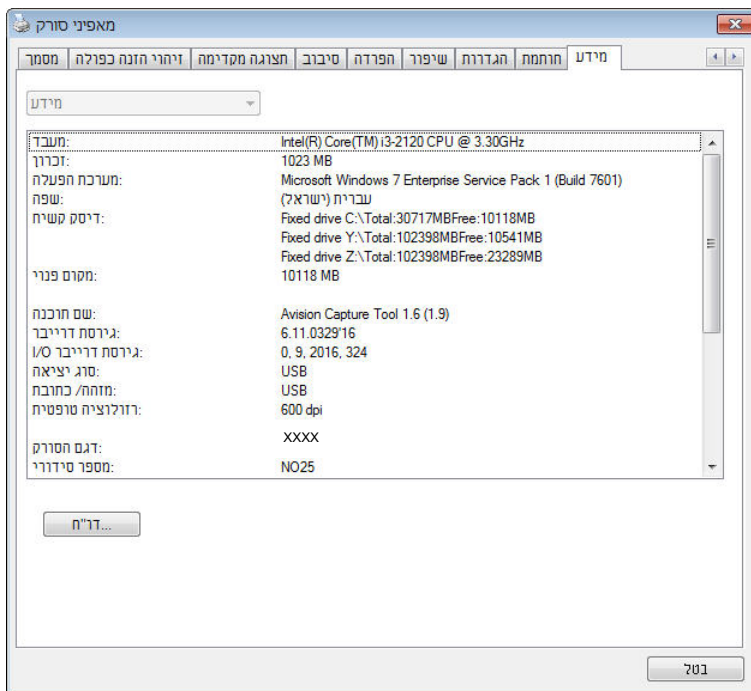 מאפיני סורק
מסמך זיהוי הזנה כפולה תצוגה מקדימה סיבוב הפרדה שיפור הגדרות חותמת מידע
מידע
מעבד: Intel(R) Core(TM) i3-2120 CPU @ 3.30GHz
זכרון: 1023 MB
מערכת הפעלה: Microsoft Windows 7 Enterprise Service Pack 1 (Build 7601)
שפה: עברית (ישראל)
דיסק קשיח: Fixed drive C:\Total:30717MBFree:10118MB
Fixed drive Y:\Total:102398MBFree:10541MB
Fixed drive Z:\Total:102398MBFree:23289MB
מקום פנוי: 10118 MB
שם תוכנה: Avision Capture Tool 1.6 (1.9)
גירסת דרייבר: 6.11.0329'16
גירסת דרייבר I/O: 0, 9, 2016, 324
סוג יציאה: USB
מזהה/ כתובת: USB
רזולוציה טופטית: 600 dpi
דגם הסורק: XXXX
מספר סידורי: NO25
דו"ח...
בטל